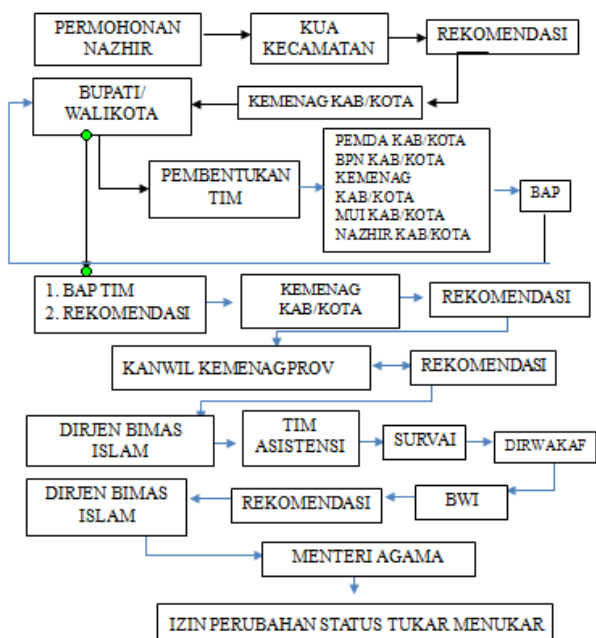 PERMOHONAN
NAZHIR
KUA
KECAMATAN
REKOMENDASI
BUPATI/
WALIKOTA
KEMENAG KAB/KOTA
PEMBENTUKAN
TIM
PEMDA KAB/KOTA
BPN KAB/KOTA
KEMENAG
KAB/KOTA
MUI KAB/KOTA
NAZHIR KAB/KOTA
BAP
1. BAP TIM
2. REKOMENDASI
KEMENAG
KAB/KOTA
REKOMENDASI
KANWIL KEMENAGPROV
REKOMENDASI
DIRJEN BIMAS
ISLAM
TIM
ASISTENSI
SURVAI
DIRWAKAF
DIRJEN BIMAS
ISLAM
REKOMENDASI
BWI
MENTERI AGAMA
IZIN PERUBAHAN STATUS TUKAR MENUKAR